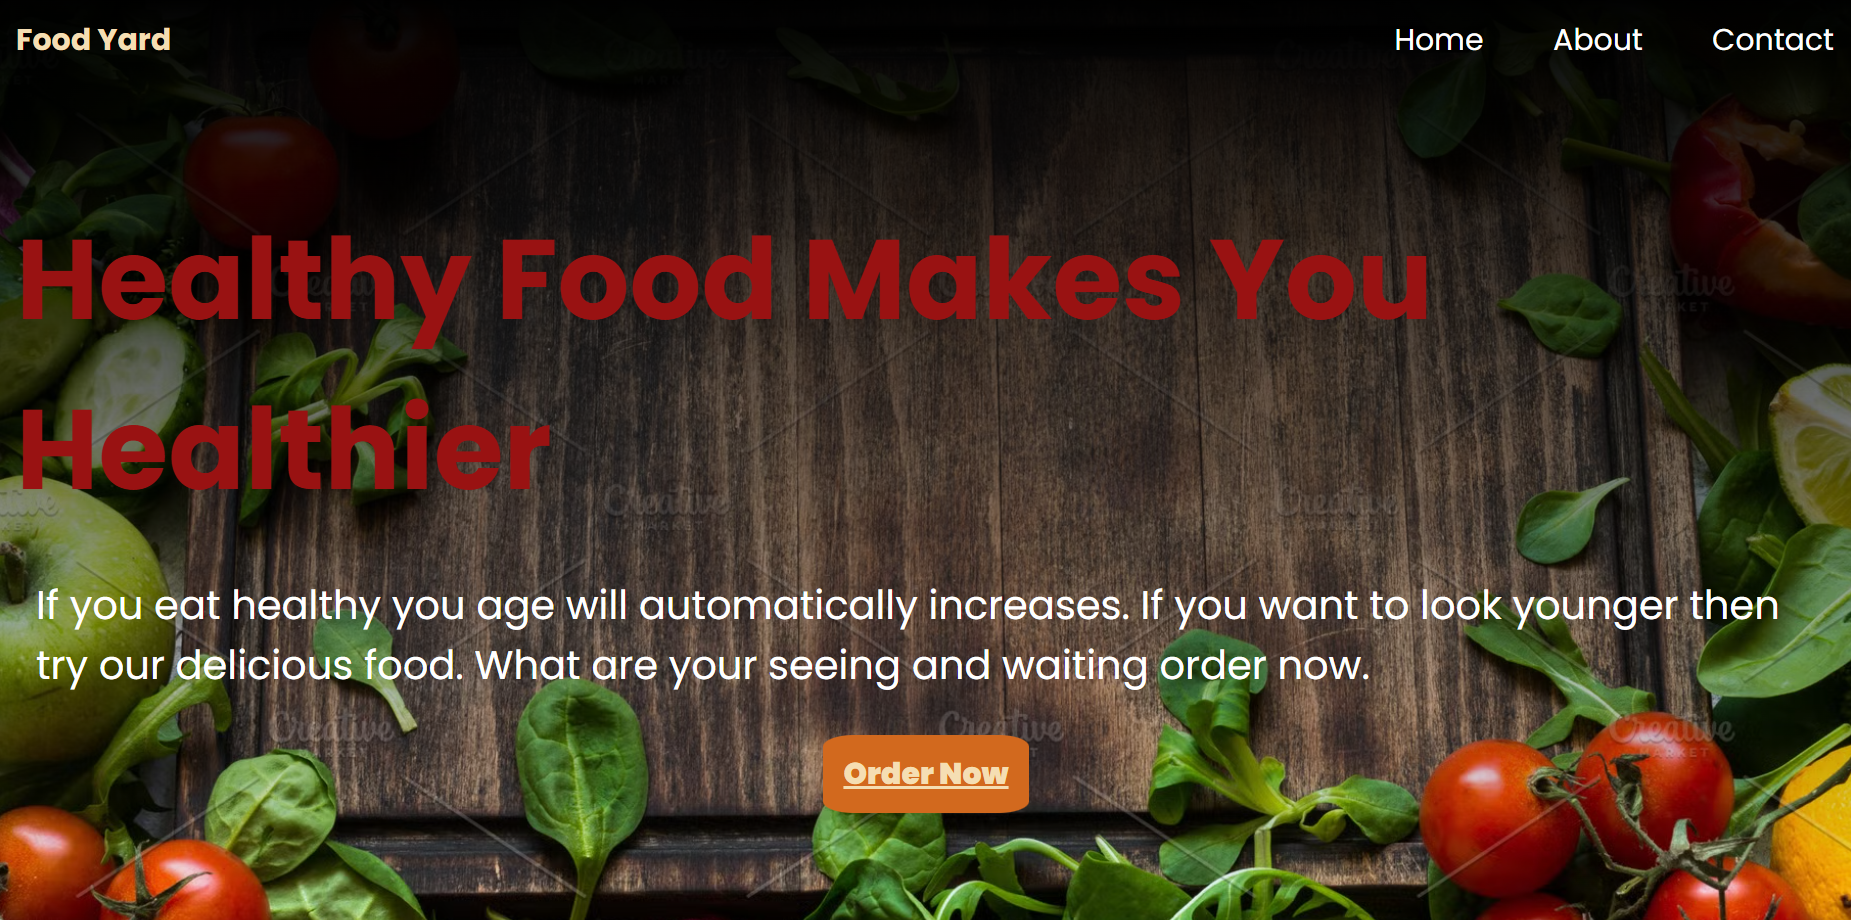 Food Yard
Home About Contact
Healthy Food Makes You
Healthier
If you eat healthy you age will automatically increases. If you want to look younger then
try our delicious food. What are your seeing and waiting order now.
Order Now
Creative
MARKET